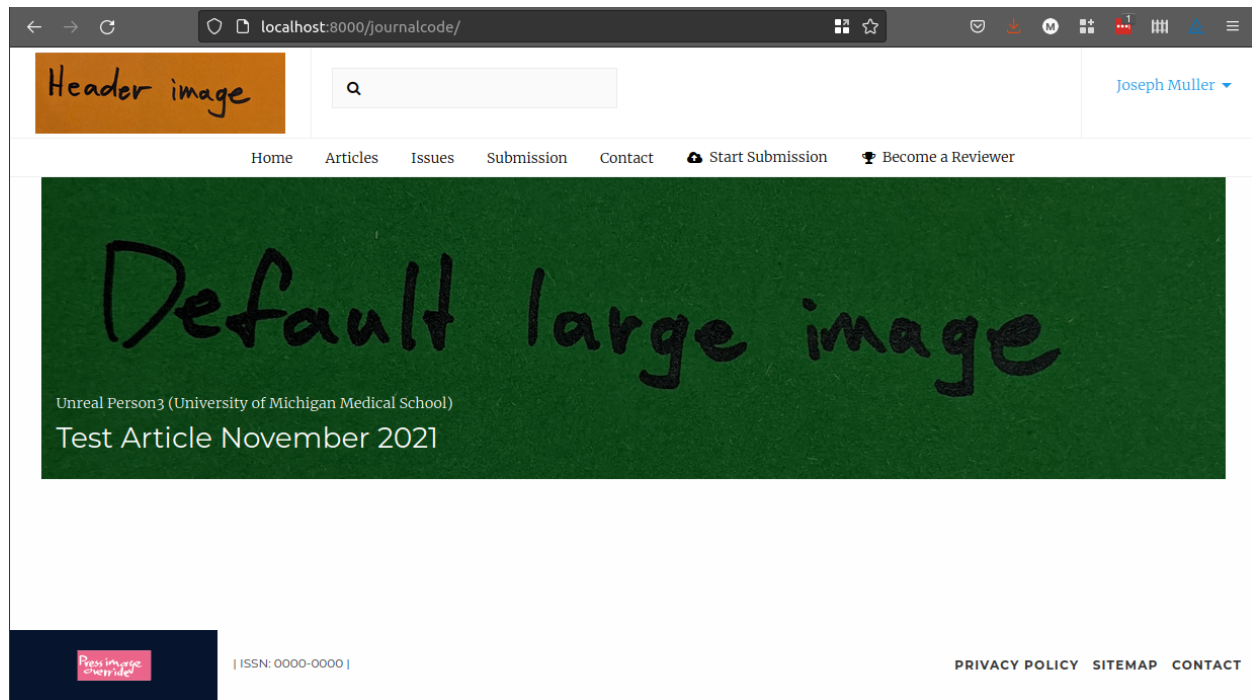 localhost:8000/journalcode/
M
1
Header image
Joseph Muller
Home Articles Issues Submission Contact Start Submission Become a Reviewer
Default large image
Unreal Person3 (University of Michigan Medical School)
Test Article November 2021
Press image
override
| ISSN: 0000-0000 |
PRIVACY POLICY SITEMAP CONTACT